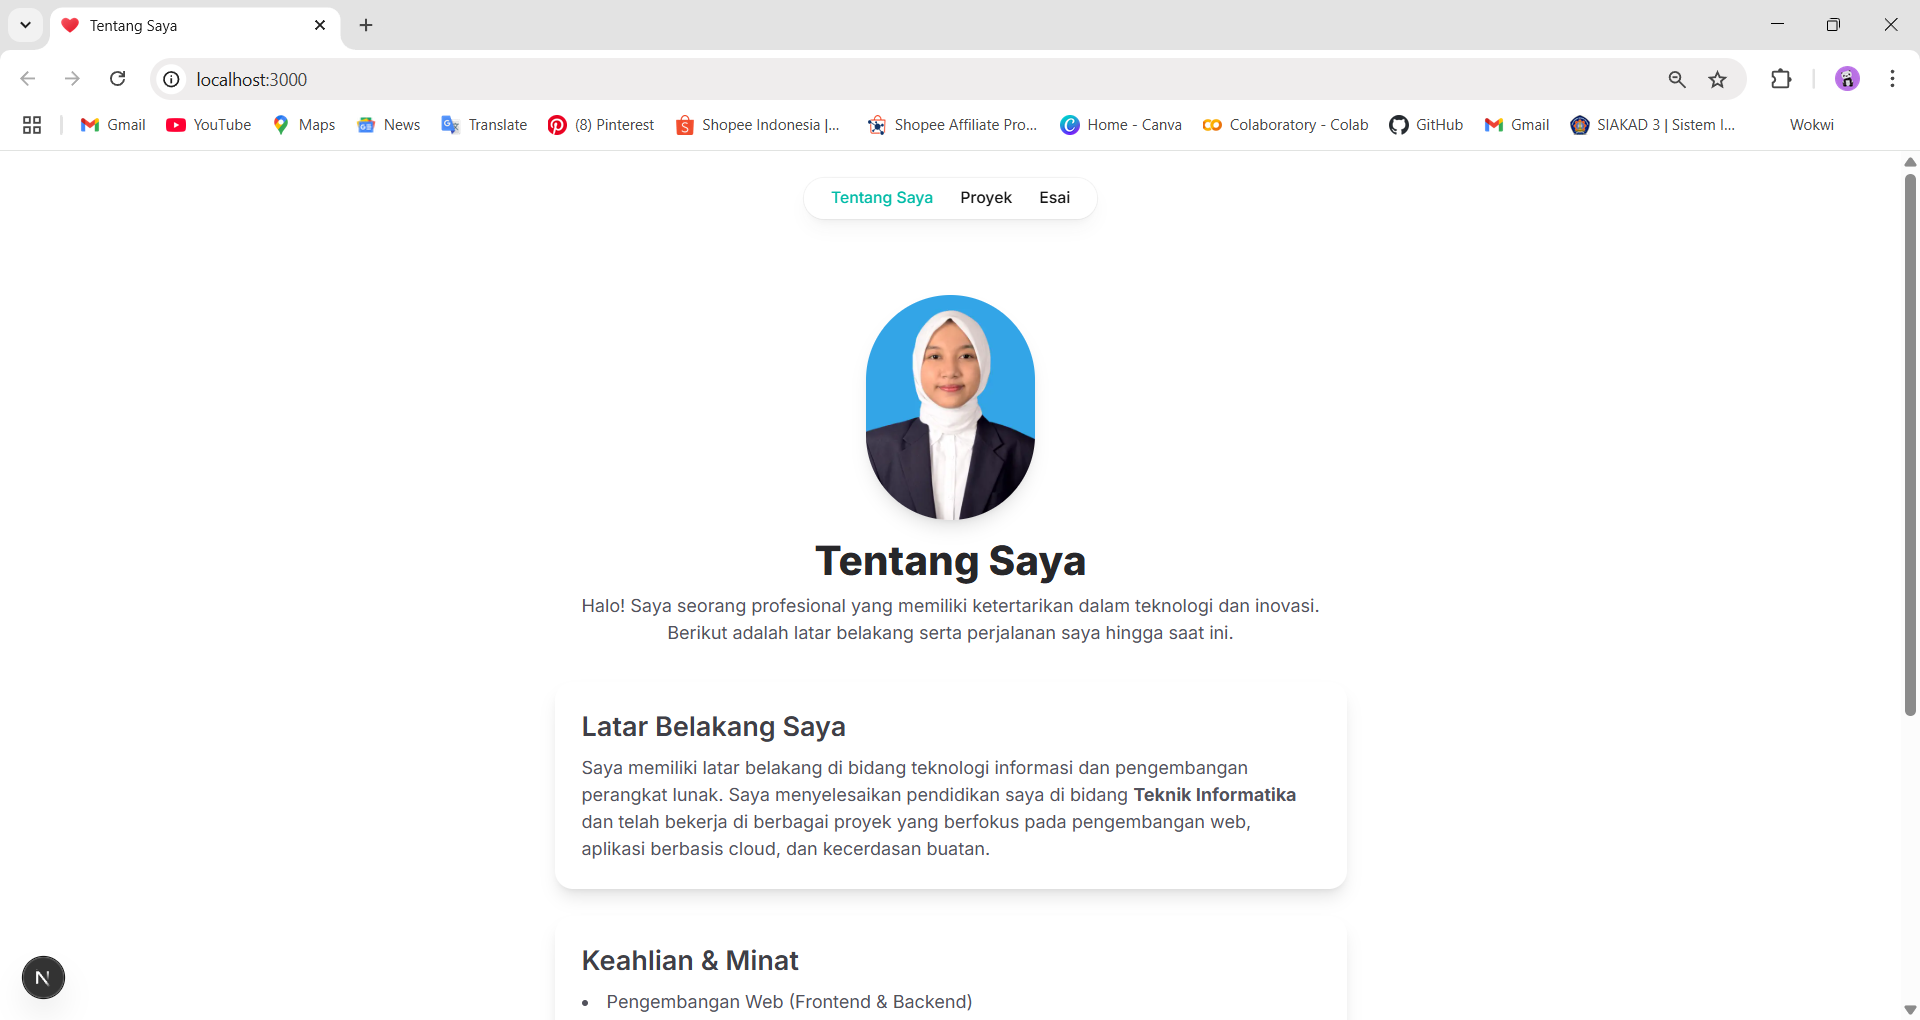 Tentang Saya
localhost:3000
Gmail
YouTube
Maps
News
Translate
(8) Pinterest
Shopee Indonesia |...
Shopee Affiliate Pro...
Home - Canva
Colaboratory - Colab
GitHub
Gmail
SIAKAD 3 | Sistem I...
Wokwi
Tentang Saya Proyek Esai
Tentang Saya
Halo! Saya seorang profesional yang memiliki ketertarikan dalam teknologi dan inovasi.
Berikut adalah latar belakang serta perjalanan saya hingga saat ini.
Latar Belakang Saya
Saya memiliki latar belakang di bidang teknologi informasi dan pengembangan
perangkat lunak. Saya menyelesaikan pendidikan saya di bidang Teknik Informatika
dan telah bekerja di berbagai proyek yang berfokus pada pengembangan web,
aplikasi berbasis cloud, dan kecerdasan buatan.
Keahlian & Minat
• Pengembangan Web (Frontend & Backend)
N